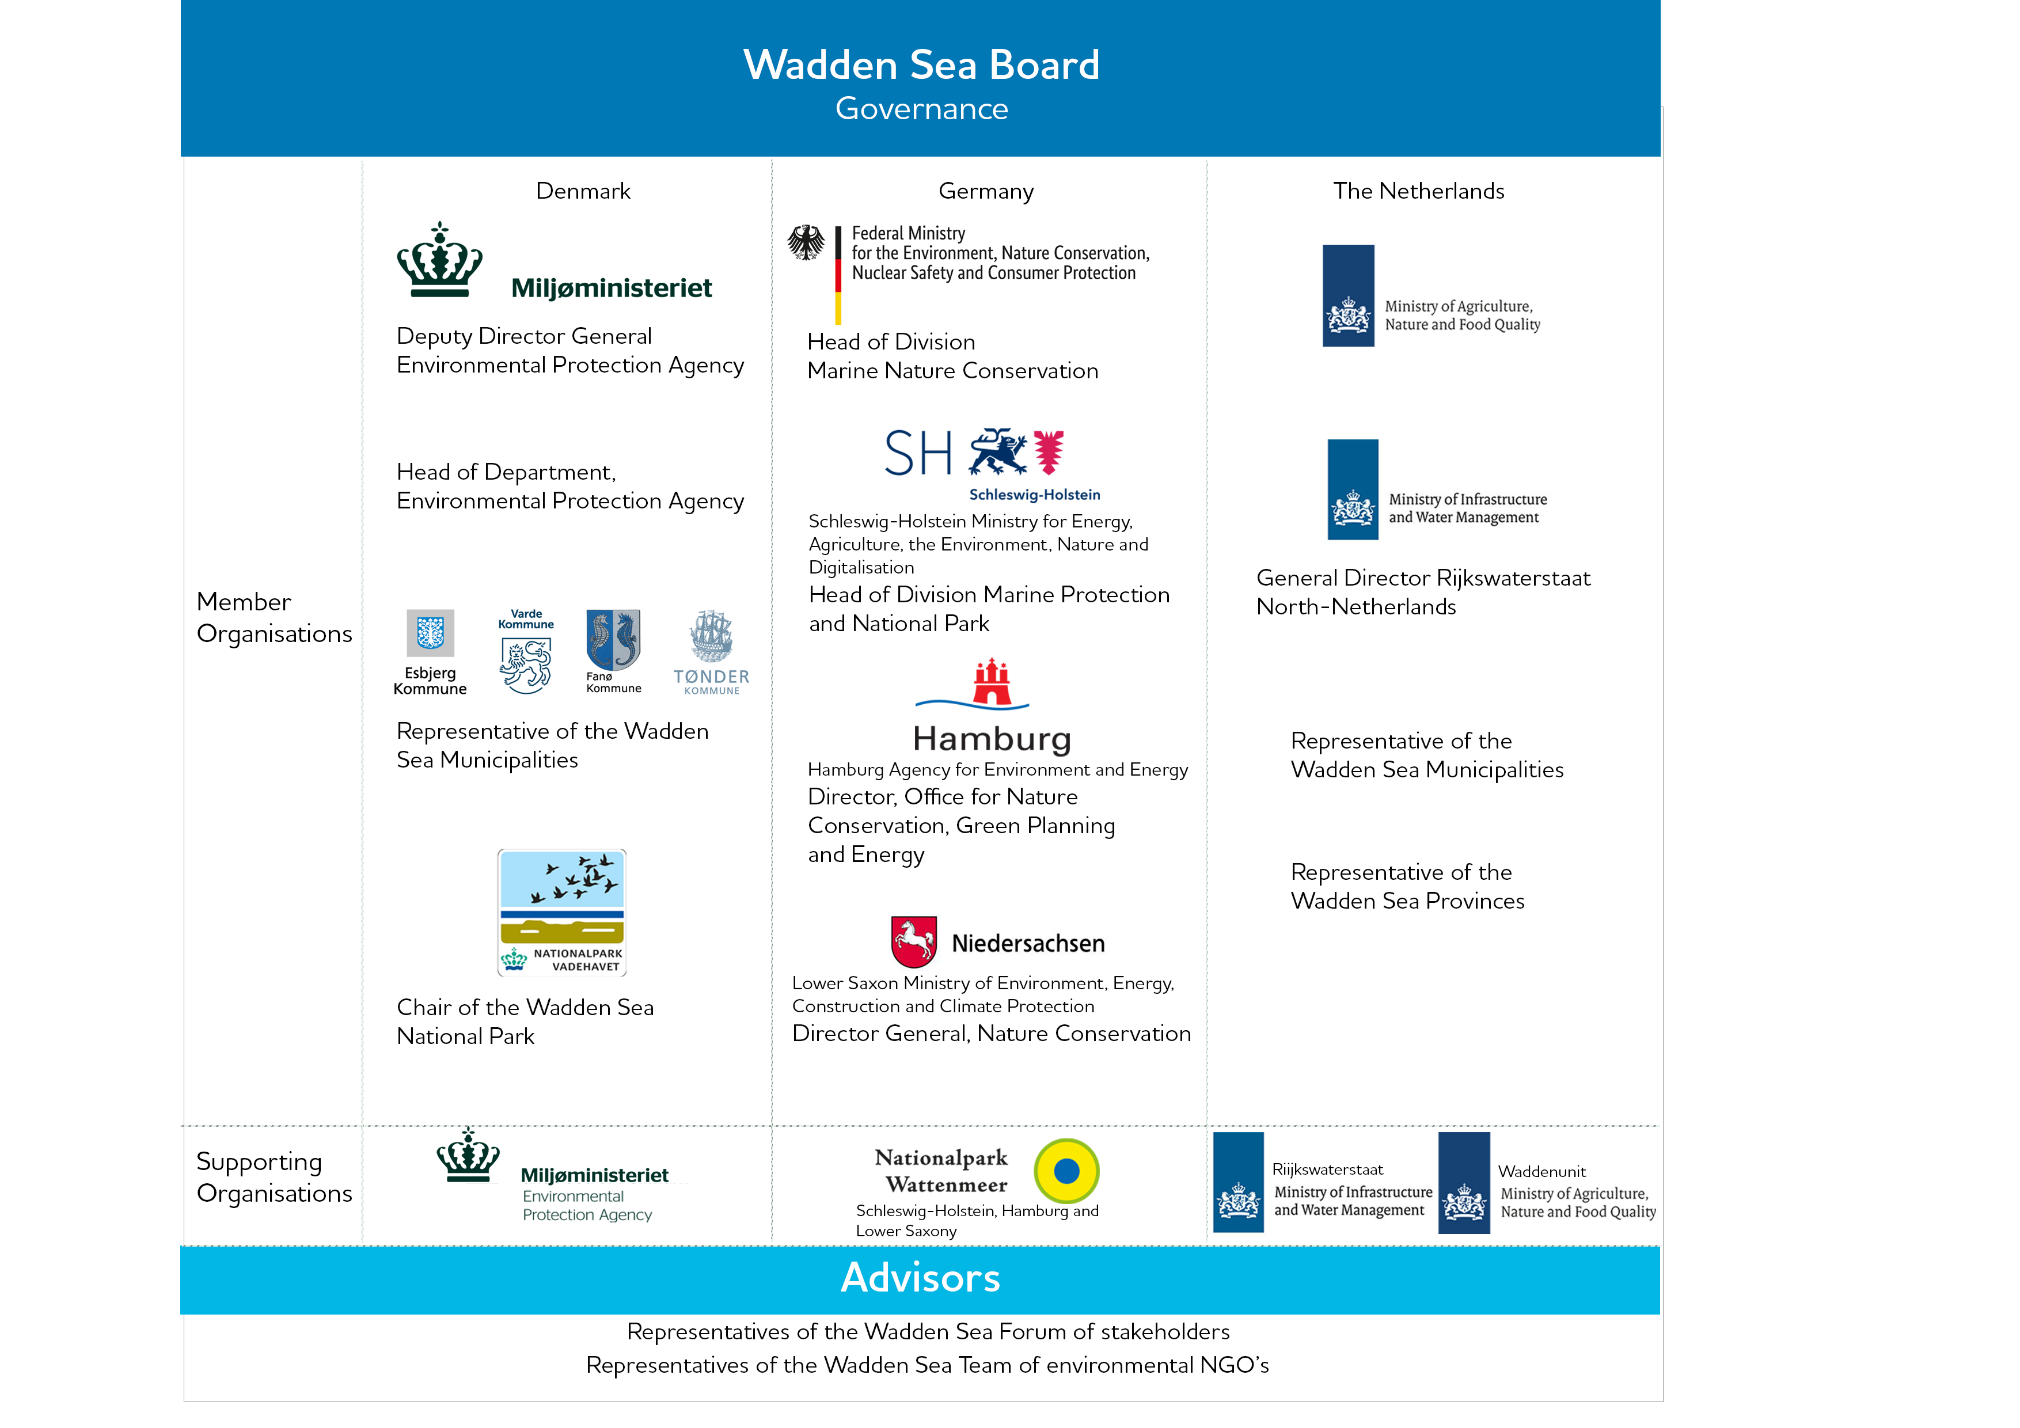 Wadden Sea Board
Governance
Denmark
Germany
The Netherlands
Member
Organisations
Miljøministeriet
Deputy Director General
Environmental Protection Agency
Head of Department,
Environmental Protection Agency
Esbjerg
Kommune
Varde
Kommune
Fanø
Kommune
TØNDER
KOMMUNE
Representative of the Wadden
Sea Municipalities
NATIONALPARK
VADEHAVET
Chair of the Wadden Sea
National Park
Federal Ministry
for the Environment, Nature Conservation,
Nuclear Safety and Consumer Protection
Head of Division
Marine Nature Conservation
SH
Schleswig-Holstein
Schleswig-Holstein Ministry for Energy,
Agriculture, the Environment, Nature and
Digitalisation
Head of Division Marine Protection
and National Park
Hamburg
Hamburg Agency for Environment and Energy
Director, Office for Nature
Conservation, Green Planning
and Energy
Niedersachsen
Lower Saxon Ministry of Environment, Energy,
Construction and Climate Protection
Director General, Nature Conservation
Ministry of Agriculture,
Nature and Food Quality
Ministry of Infrastructure
and Water Management
General Director Rijkswaterstaat
North-Netherlands
Representative of the
Wadden Sea Municipalities
Representative of the
Wadden Sea Provinces
Supporting
Organisations
Miljøministeriet
Environmental
Protection Agency
Nationalpark
Wattenmeer
Schleswig-Holstein, Hamburg and
Lower Saxony
Riijkswaterstaat
Ministry of Infrastructure
and Water Management
Waddenunit
Ministry of Agriculture,
Nature and Food Quality
Advisors
Representatives of the Wadden Sea Forum of stakeholders
Representatives of the Wadden Sea Team of environmental NGO's